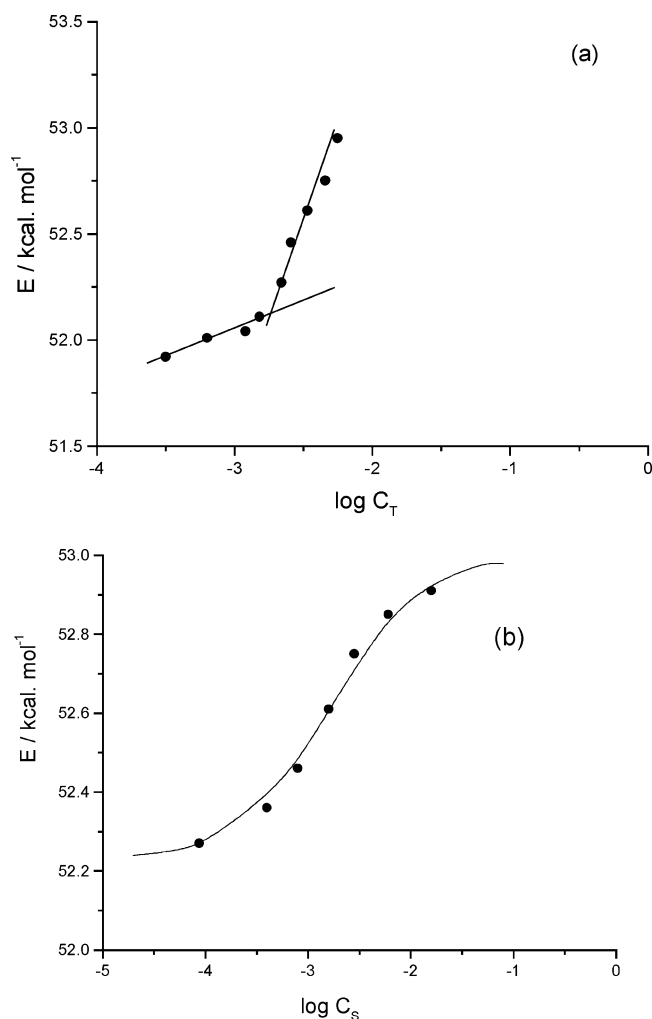 (a)
E / kcal. mol⁻¹
53.5
53.0
52.5
52.0
51.5
-4 -3 -2 -1 0
log C_T
(b)
E / kcal. mol⁻¹
53.0
52.8
52.6
52.4
52.2
52.0
-5 -4 -3 -2 -1 0
log C_S